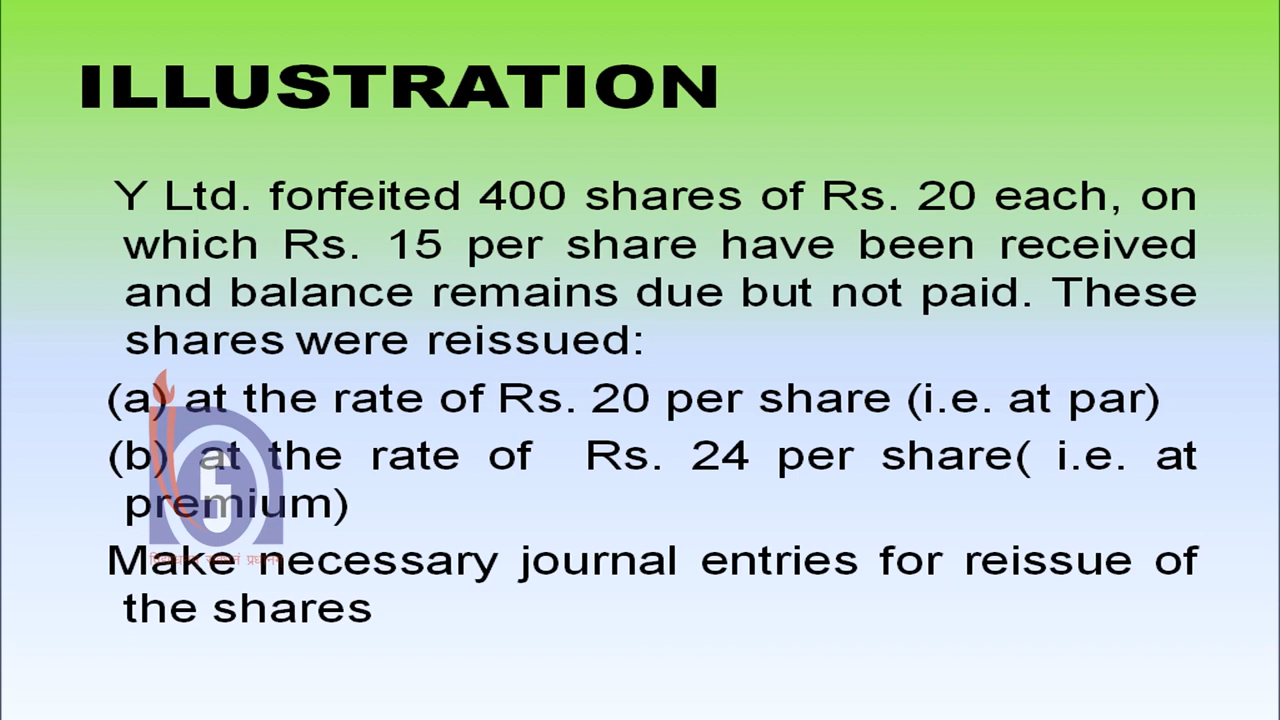 ILLUSTRATION
Y Ltd. forfeited 400 shares of Rs. 20 each, on
which Rs. 15 per share have been received
and balance remains due but not paid. These
shares were reissued:
(a) at the rate of Rs. 20 per share (i.e. at par)
(b) at the rate of Rs. 24 per share( i.e. at
premium)
Make necessary journal entries for reissue of
the shares